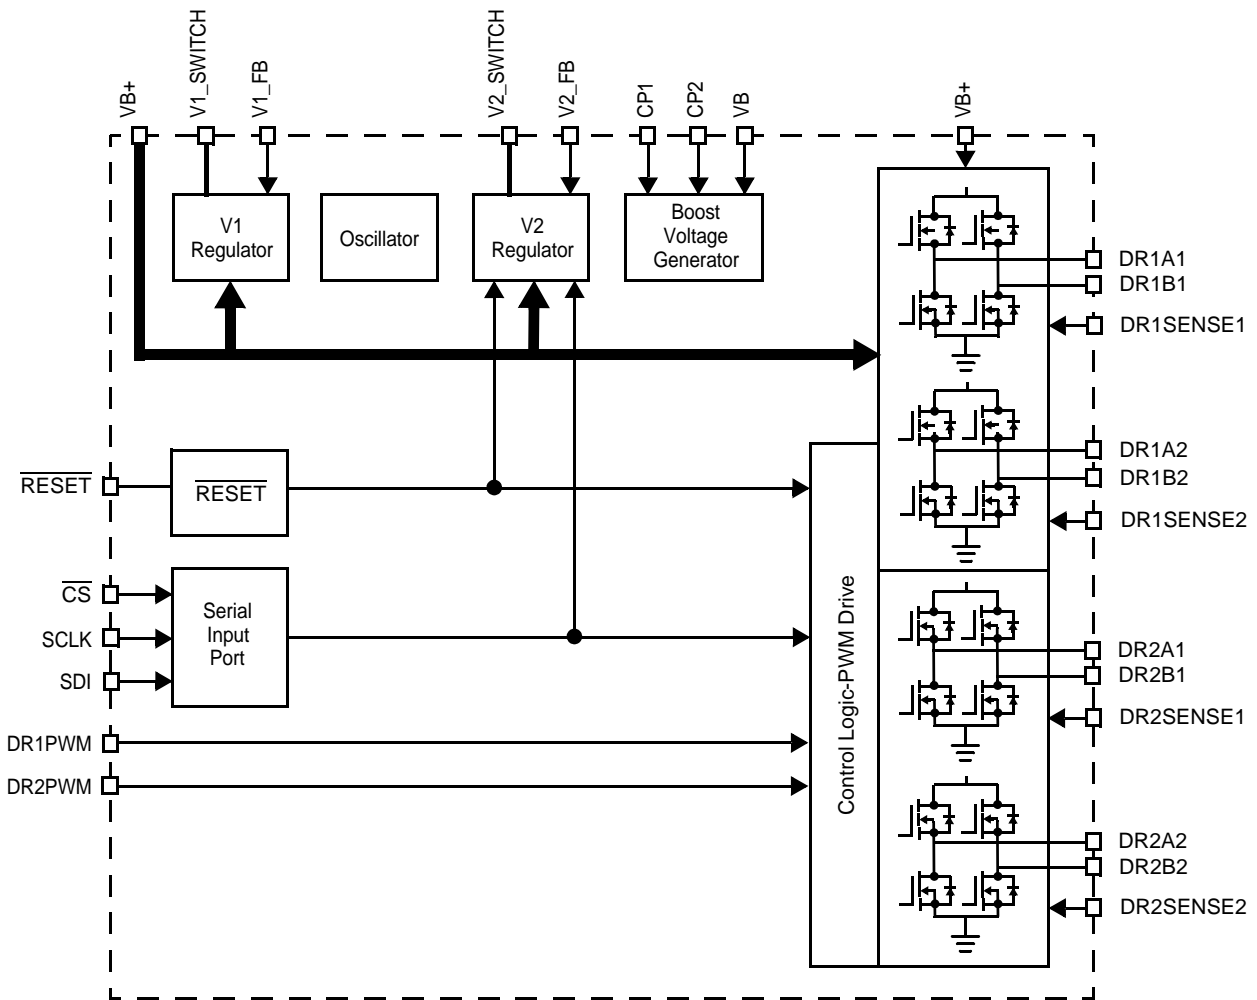 VB+
V1_SWITCH
V1_FB
V2_SWITCH
V2_FB
CP1
CP2
VB
VB+
V1
Regulator
Oscillator
V2
Regulator
Boost
Voltage
Generator
DR1A1
DR1B1
DR1SENSE1
DR1A2
DR1B2
DR1SENSE2
RESET
RESET
CS
SCLK
SDI
Serial
Input
Port
DR1PWM
DR2PWM
Control Logic-PWM Drive
DR2A1
DR2B1
DR2SENSE1
DR2A2
DR2B2
DR2SENSE2